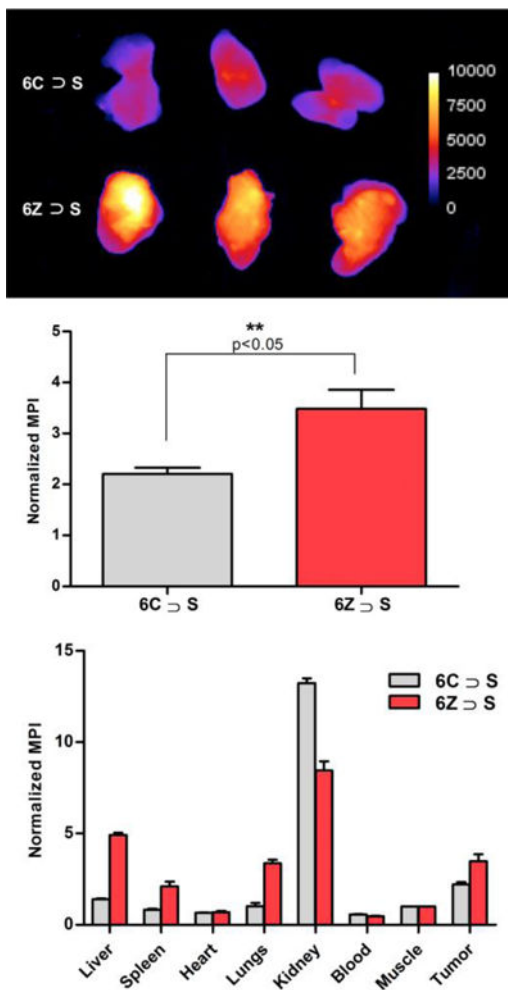 6C ⊃ S
6Z ⊃ S
10000
7500
5000
2500
0
**
p<0.05
Normalized MPI
5
4
3
2
1
0
6C ⊃ S
6Z ⊃ S
Normalized MPI
15
10
5
0
6C ⊃ S
6Z ⊃ S
Liver
Spleen
Heart
Lungs
Kidney
Blood
Muscle
Tumor